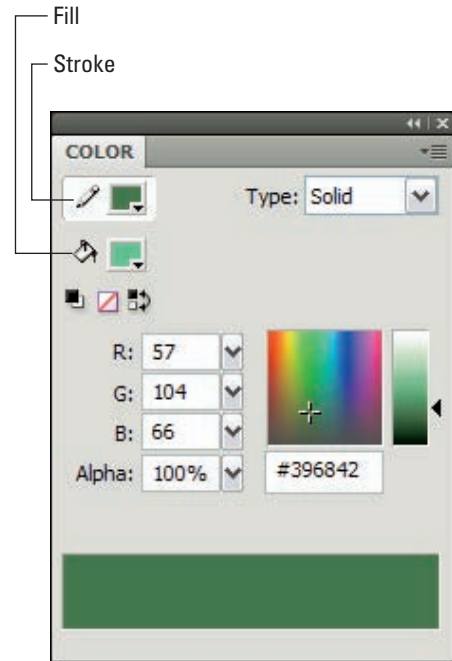 Fill
Stroke
COLOR
Type: Solid
R: 57
G: 104
B: 66
Alpha: 100% #396842